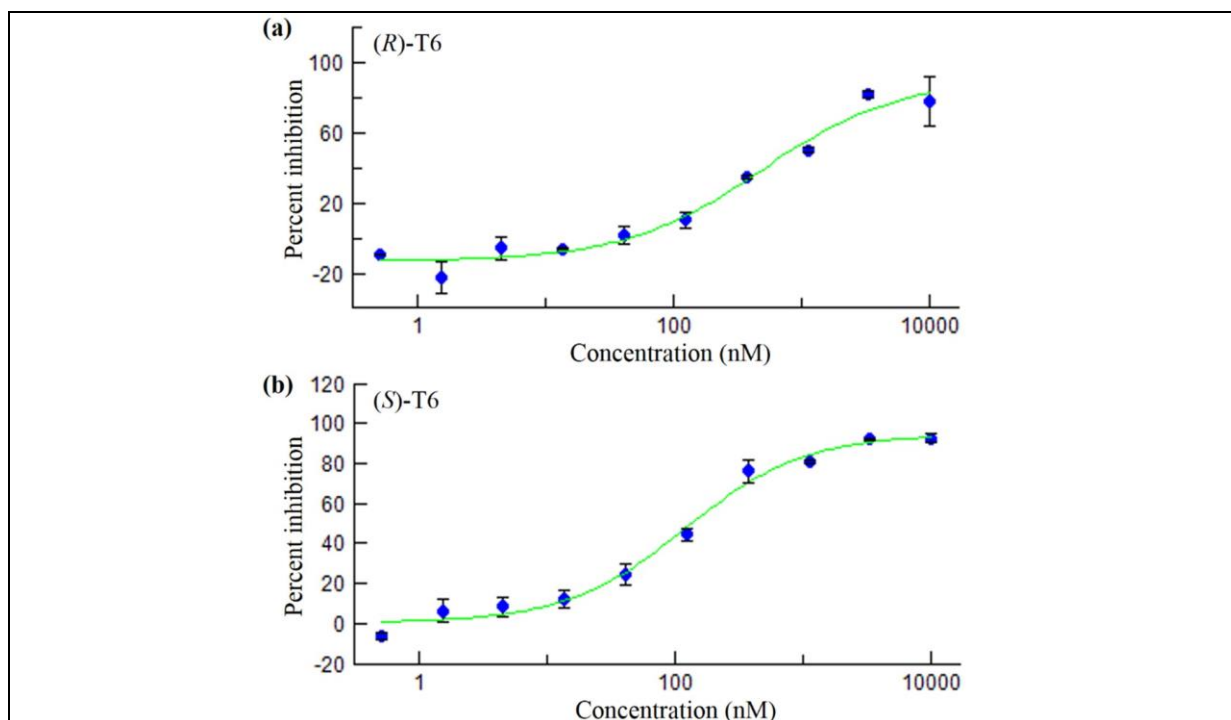 (a)
(R)-T6
Percent inhibition
100
60
20
-20
1
100
10000
Concentration (nM)
(b)
(S)-T6
Percent inhibition
120
100
80
60
40
20
0
-20
1
100
10000
Concentration (nM)